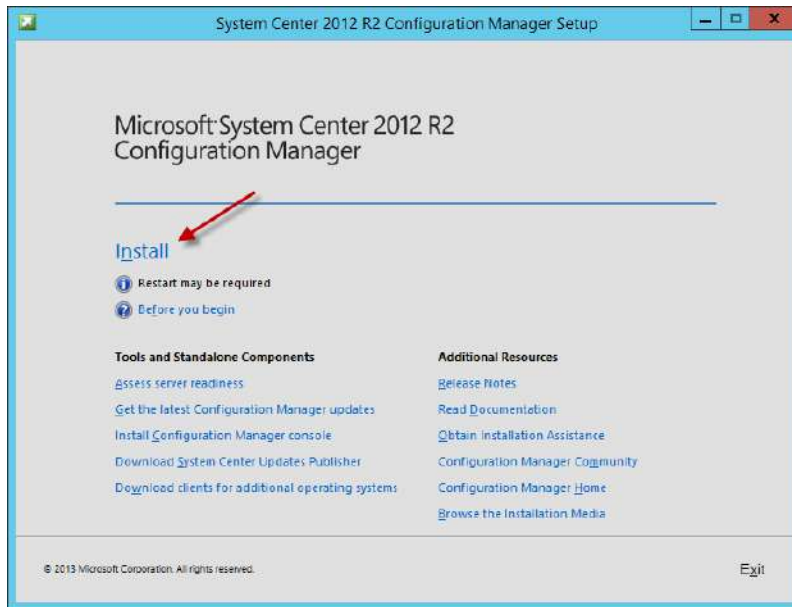 System Center 2012 R2 Configuration Manager Setup
Microsoft System Center 2012 R2
Configuration Manager
Install
Restart may be required
Before you begin
Tools and Standalone Components
Assess server readiness
Get the latest Configuration Manager updates
Install Configuration Manager console
Download System Center Updates Publisher
Download clients for additional operating systems
Additional Resources
Release Notes
Read Documentation
Obtain Installation Assistance
Configuration Manager Community
Configuration Manager Home
Browse the Installation Media
© 2013 Microsoft Corporation. All rights reserved.
Exit